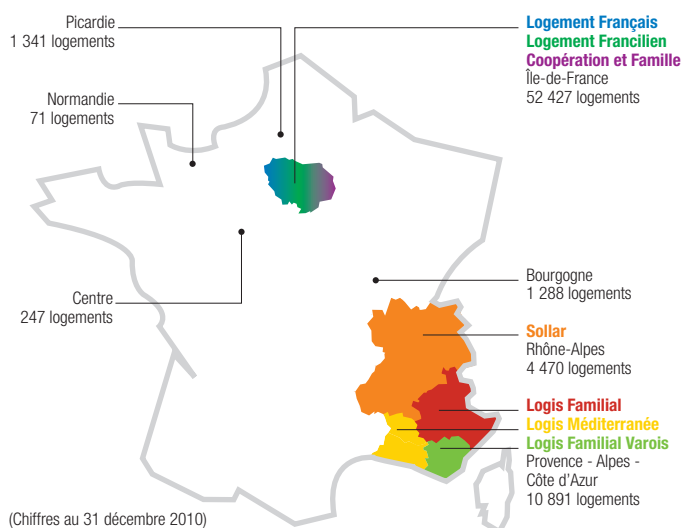 Picardie
1 341 logements
Normandie
71 logements
Centre
247 logements
Logement Français
Logement Francilien
Coopération et Famille
Île-de-France
52 427 logements
Bourgogne
1 288 logements
Sollar
Rhône-Alpes
4 470 logements
Logis Familial
Logis Méditerranée
Logis Familial Varois
Provence - Alpes -
Côte d’Azur
10 891 logements
(Chiffres au 31 décembre 2010)